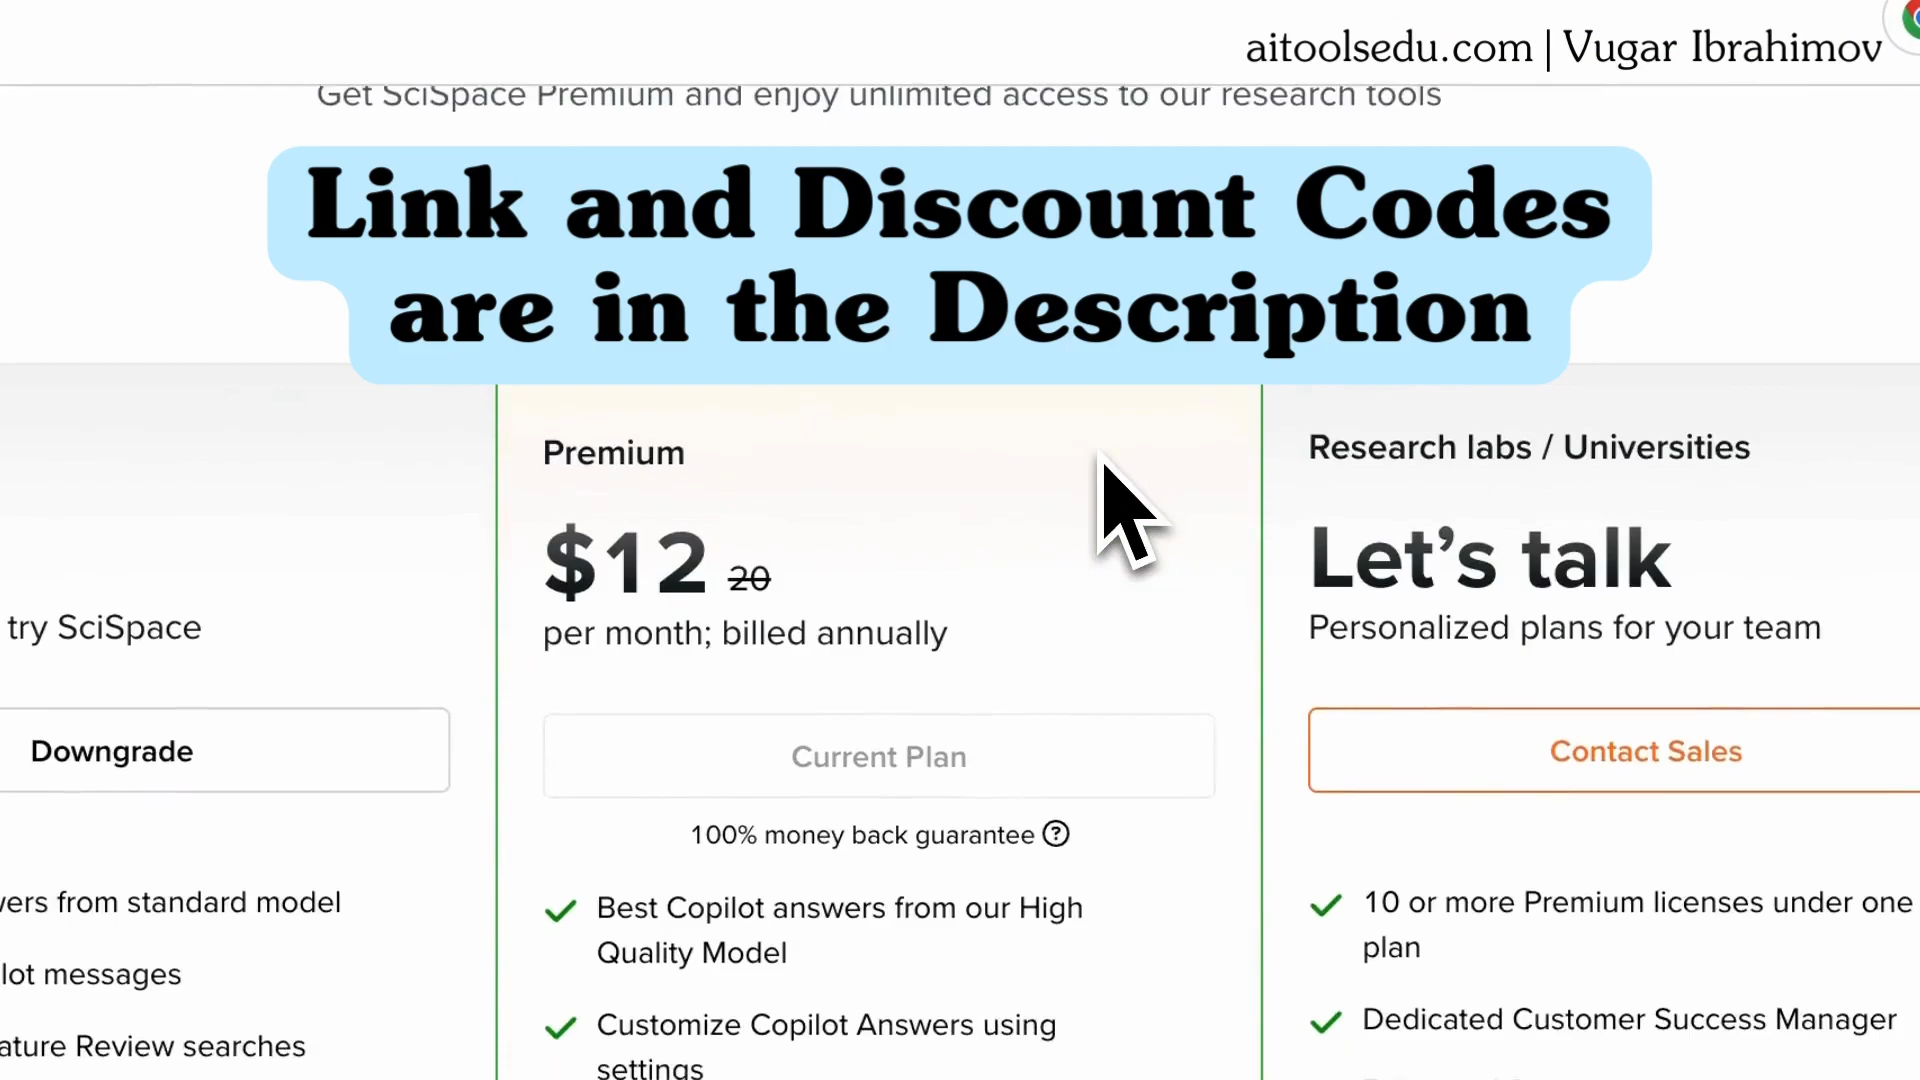 aitoolsedu.com | Vugar Ibrahimov
Get SciSpace Premium and enjoy unlimited access to our research tools
Link and Discount Codes
are in the Description
try SciSpace
Downgrade
from standard model
messages
Review searches
Premium
$12 20
per month; billed annually
Current Plan
100% money back guarantee ?
Best Copilot answers from our High
Quality Model
Customize Copilot Answers using
settings
Research labs / Universities
Let's talk
Personalized plans for your team
Contact Sales
10 or more Premium licenses under one
plan
Dedicated Customer Success Manager